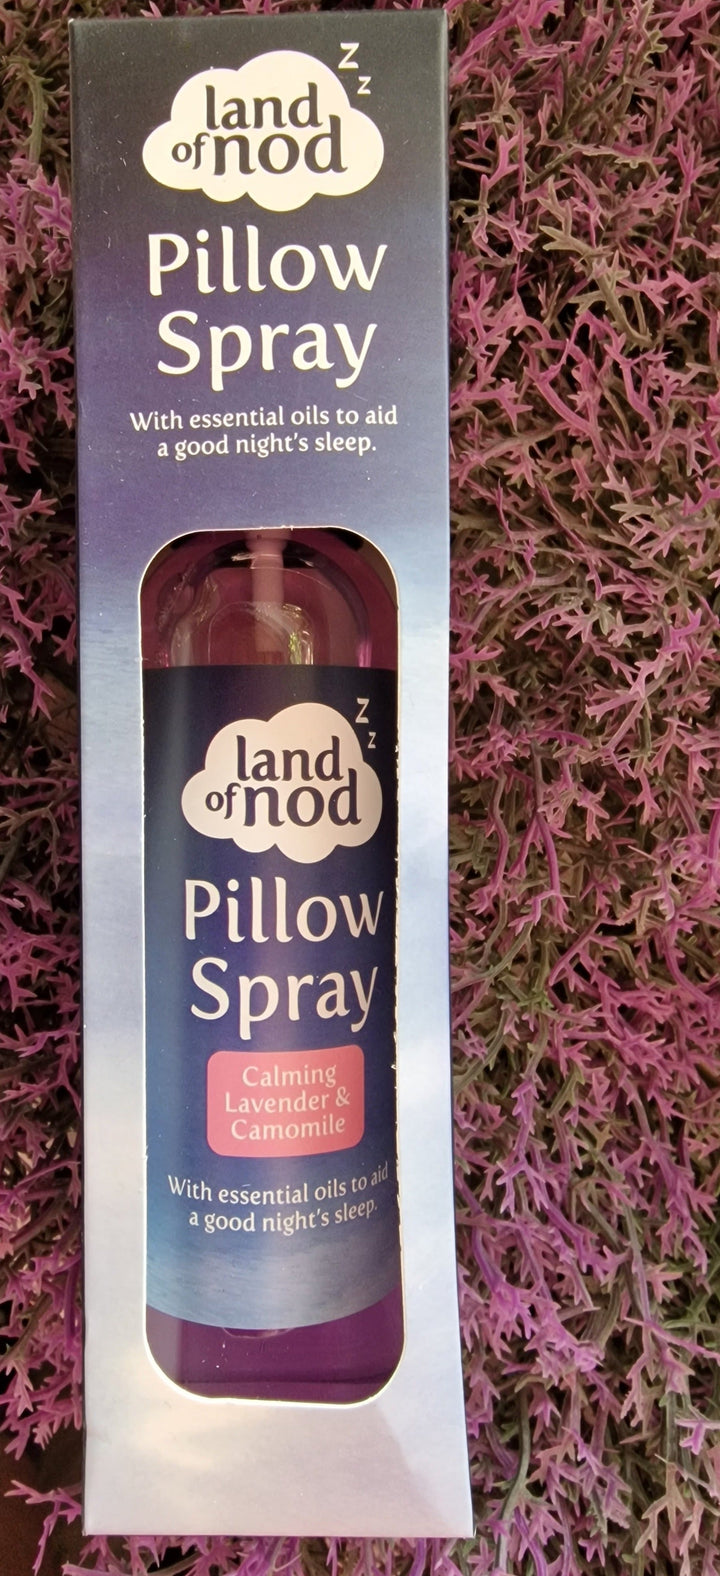 z
z
land
of nod
Pillow
Spray
With essential oils to aid
a good night's sleep.
z
z
land
of nod
Pillow
Spray
Calming
Lavender &
Camomile
With essential oils to aid
a good night's sleep.